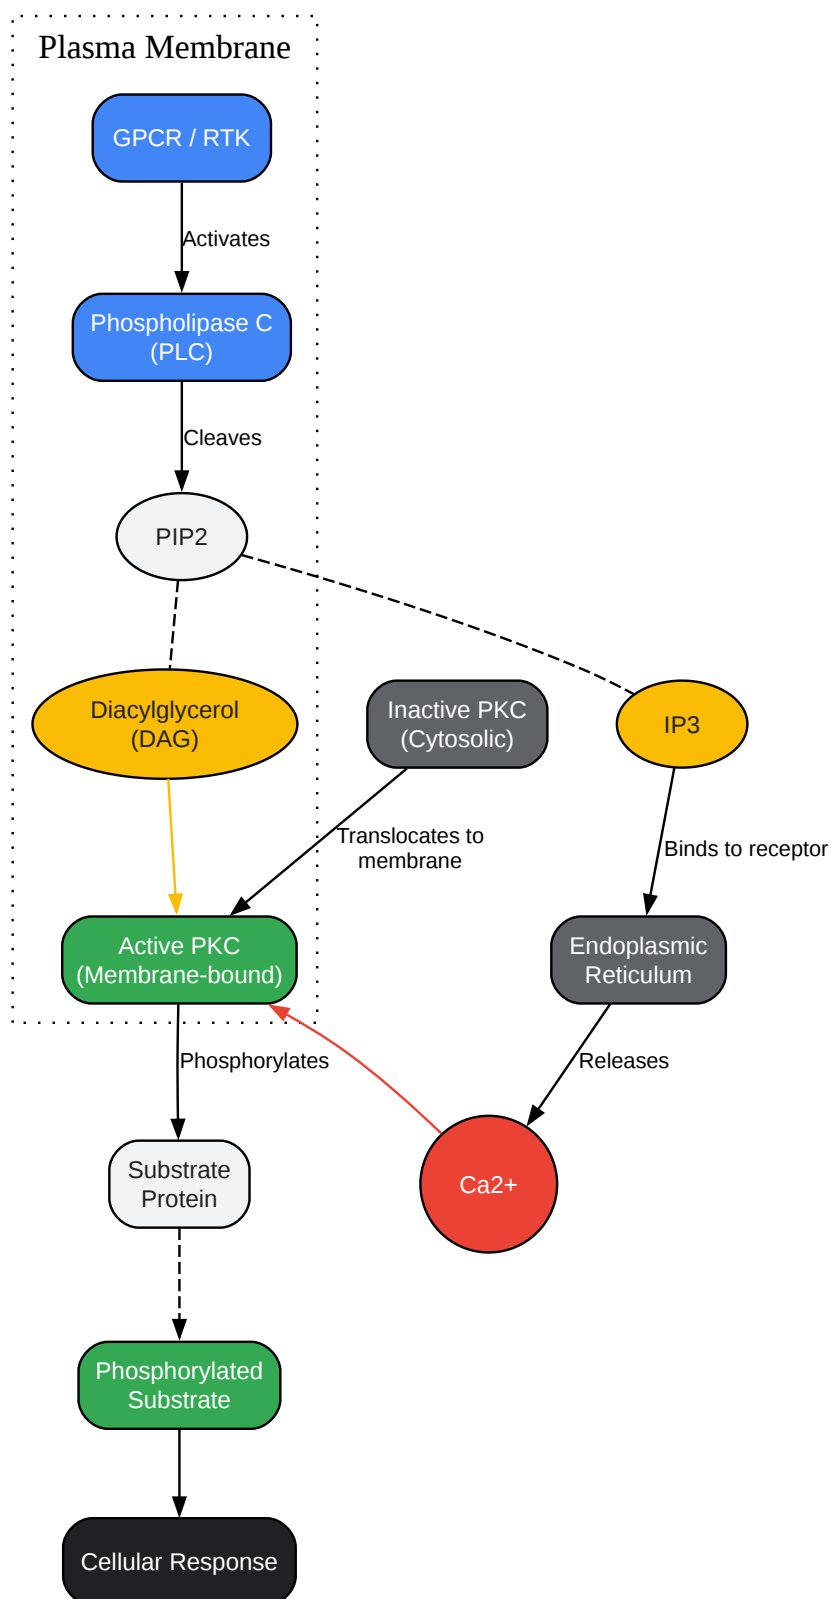 Plasma Membrane
GPCR / RTK
Activates
Phospholipase C
(PLC)
Cleaves
PIP2
Diacylglycerol
(DAG)
Inactive PKC
(Cytosolic)
IP3
Translocates to
membrane
Binds to receptor
Active PKC
(Membrane-bound)
Endoplasmic
Reticulum
Phosphorylates
Releases
Substrate
Protein
Ca2+
Phosphorylated
Substrate
Cellular Response